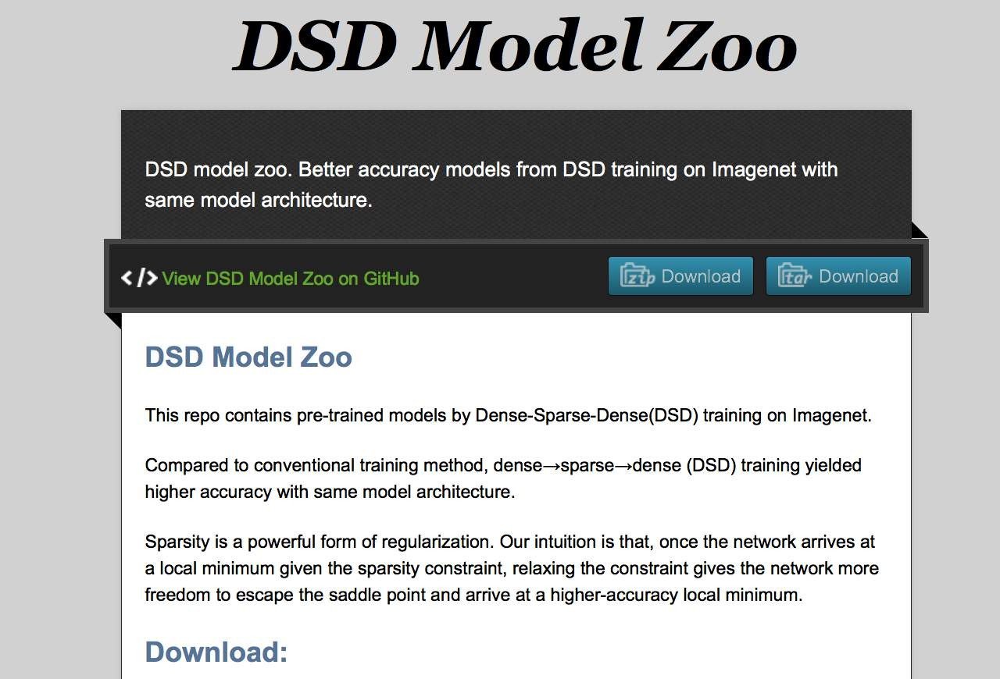 DSD Model Zoo
DSD model zoo. Better accuracy models from DSD training on Imagenet with
same model architecture.
</> View DSD Model Zoo on GitHub
zip Download
tar Download
DSD Model Zoo
This repo contains pre-trained models by Dense-Sparse-Dense(DSD) training on Imagenet.
Compared to conventional training method, dense→sparse→dense (DSD) training yielded
higher accuracy with same model architecture.
Sparsity is a powerful form of regularization. Our intuition is that, once the network arrives at
a local minimum given the sparsity constraint, relaxing the constraint gives the network more
freedom to escape the saddle point and arrive at a higher-accuracy local minimum.
Download: